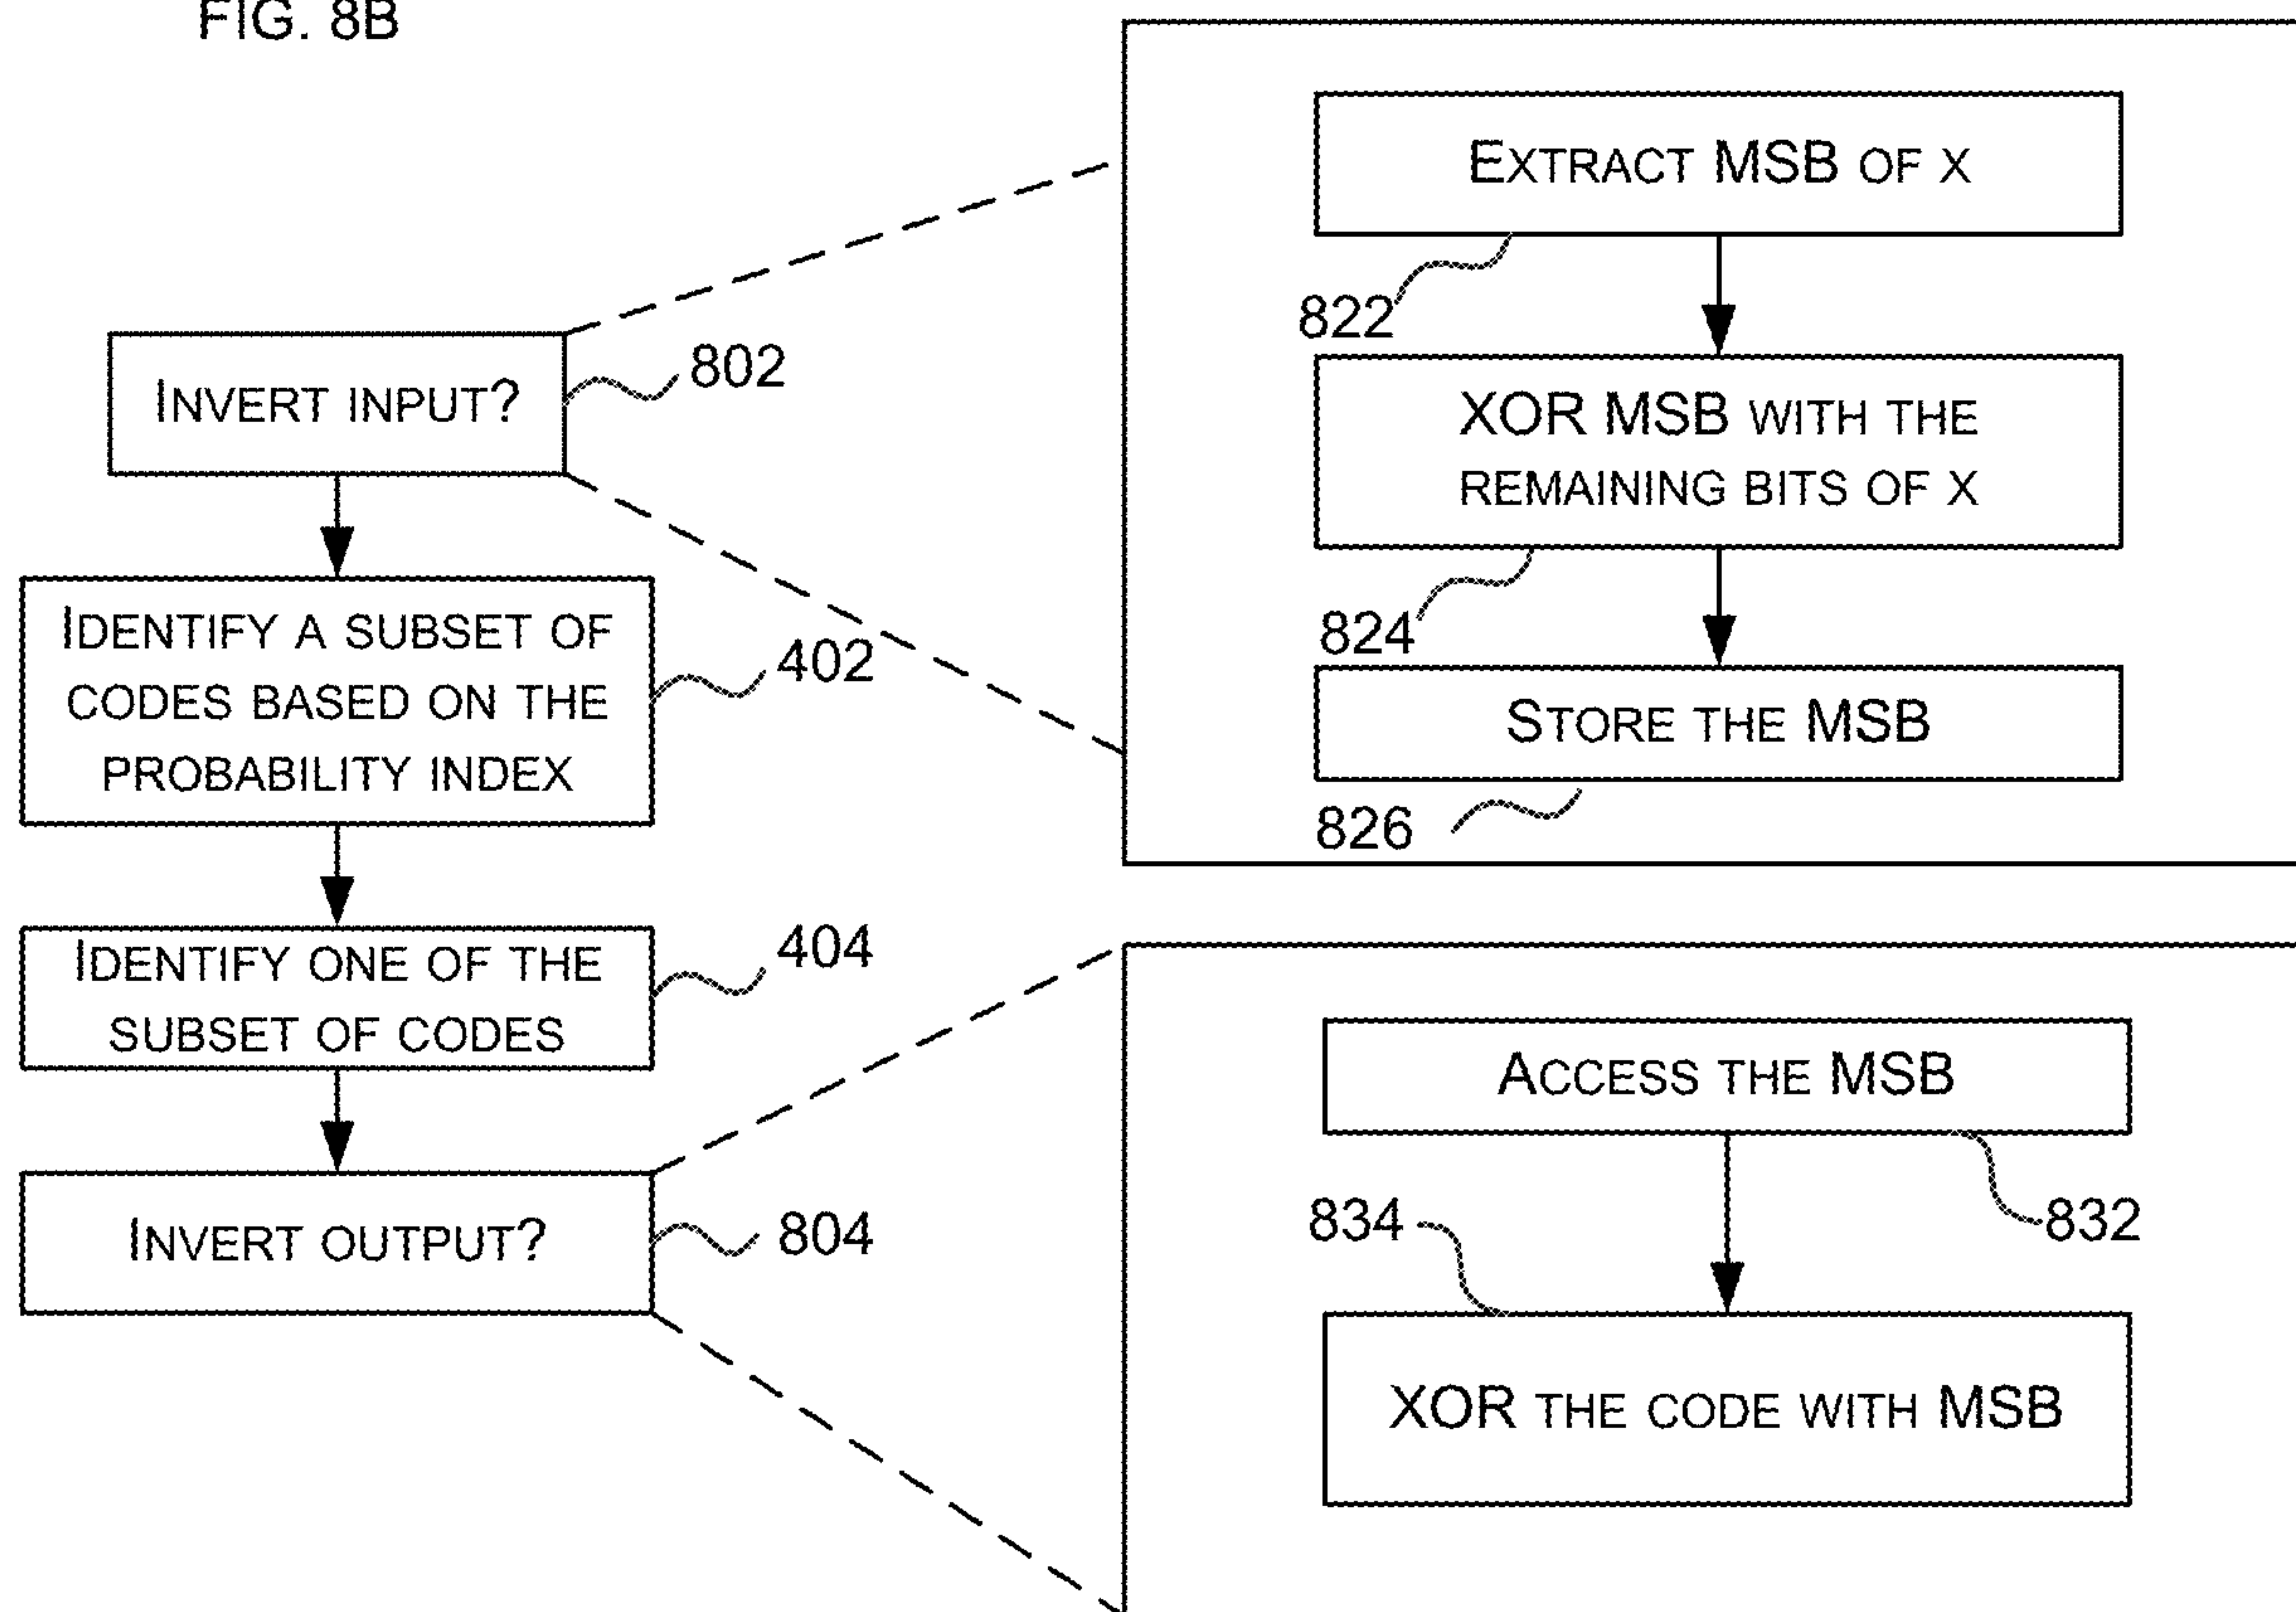 FIG. 8B
INVERT INPUT?
802
IDENTIFY A SUBSET OF
CODES BASED ON THE
PROBABILITY INDEX
402
IDENTIFY ONE OF THE
SUBSET OF CODES
404
INVERT OUTPUT?
804
EXTRACT MSB OF X
822
XOR MSB WITH THE
REMAINING BITS OF X
824
STORE THE MSB
826
ACCESS THE MSB
832
834
XOR THE CODE WITH MSB